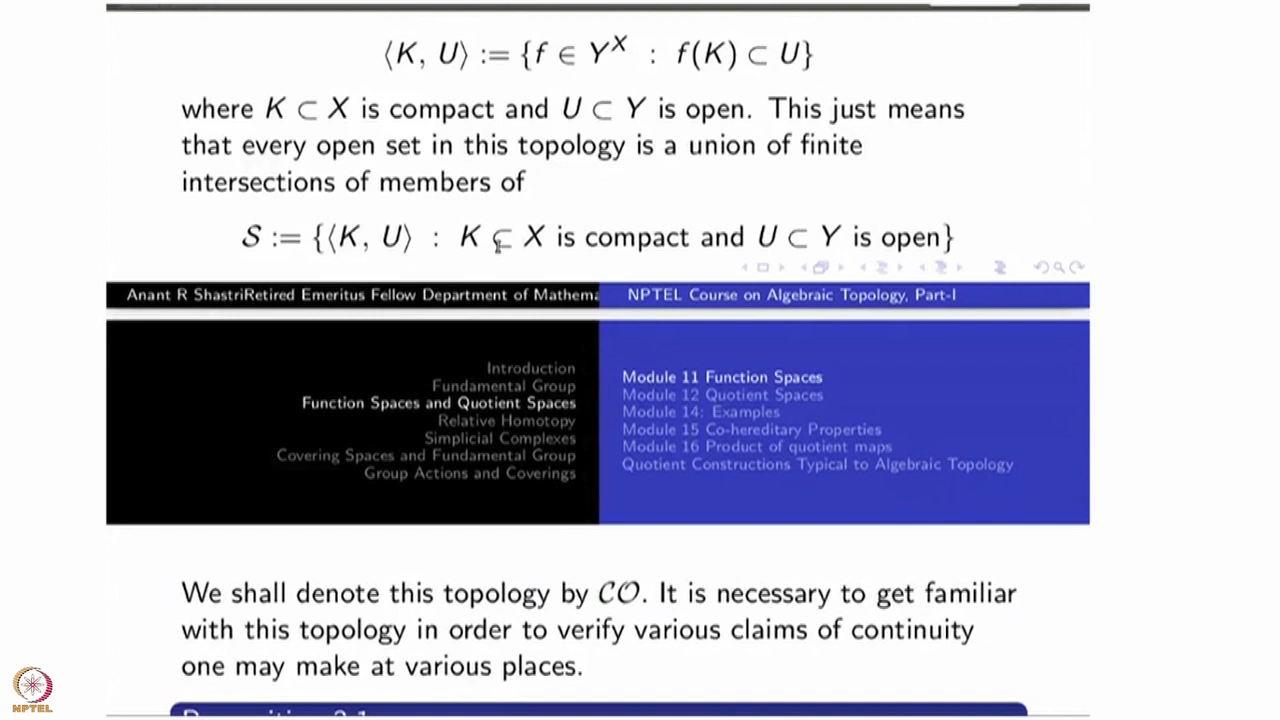 ⟨K, U⟩ := {f ∈ Y^X : f(K) ⊂ U}
where K ⊂ X is compact and U ⊂ Y is open. This just means
that every open set in this topology is a union of finite
intersections of members of
𝒮 := {⟨K, U⟩ : K ⊂ X is compact and U ⊂ Y is open}
Anant R ShastriRetired Emeritus Fellow Department of Mathema
NPTEL Course on Algebraic Topology, Part-I
Introduction
Fundamental Group
Function Spaces and Quotient Spaces
Relative Homotopy
Simplicial Complexes
Covering Spaces and Fundamental Group
Group Actions and Coverings
Module 11 Function Spaces
Module 12 Quotient Spaces
Module 14: Examples
Module 15 Co-hereditary Properties
Module 16 Product of quotient maps
Quotient Constructions Typical to Algebraic Topology
We shall denote this topology by 𝒞𝒪. It is necessary to get familiar
with this topology in order to verify various claims of continuity
one may make at various places.
NPTEL